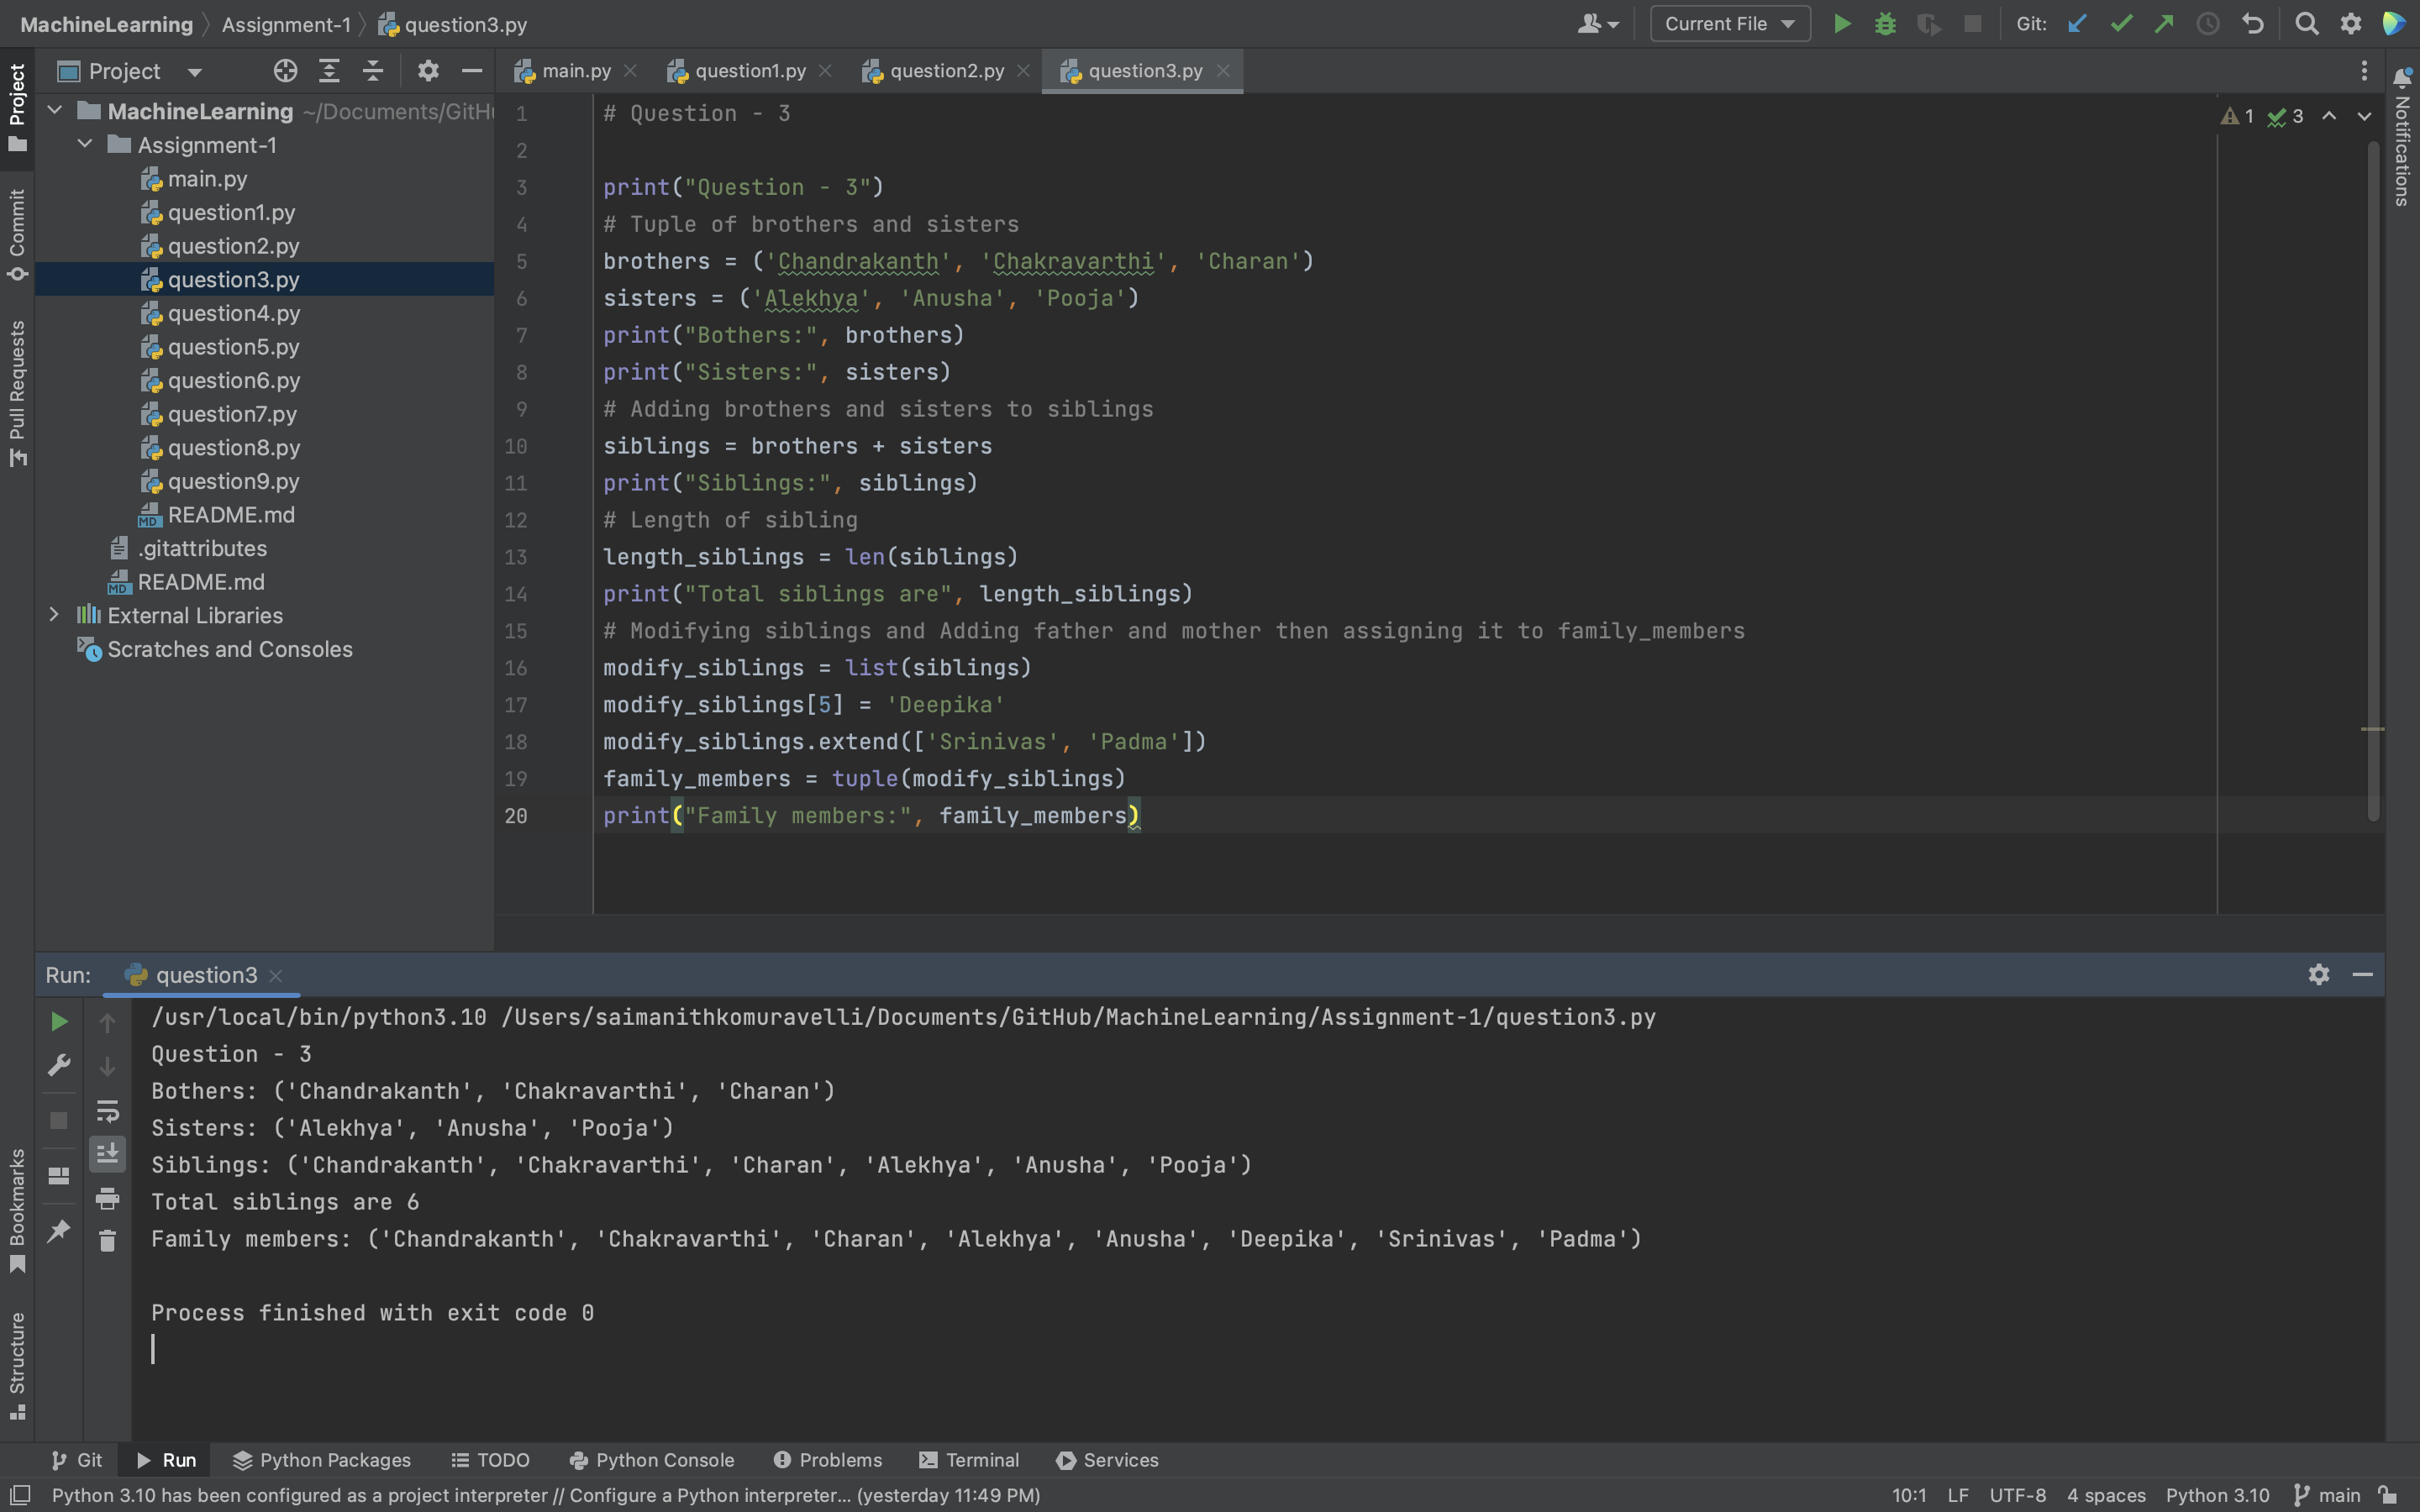 MachineLearning Assignment-1 question3.py Current File Git:
Project
main.py question1.py question2.py question3.py
MachineLearning ~/Documents/GitHu
Assignment-1
main.py
question1.py
question2.py
question3.py
question4.py
question5.py
question6.py
question7.py
question8.py
question9.py
README.md
.gitattributes
README.md
External Libraries
Scratches and Consoles
Project
Commit
Pull Requests
Bookmarks
Structure
Notifications
1 3
1 # Question - 3
2
3 print("Question - 3")
4 # Tuple of brothers and sisters
5 brothers = ('Chandrakanth', 'Chakravarthi', 'Charan')
6 sisters = ('Alekhya', 'Anusha', 'Pooja')
7 print("Bothers:", brothers)
8 print("Sisters:", sisters)
9 # Adding brothers and sisters to siblings
10 siblings = brothers + sisters
11 print("Siblings:", siblings)
12 # Length of sibling
13 length_siblings = len(siblings)
14 print("Total siblings are", length_siblings)
15 # Modifying siblings and Adding father and mother then assigning it to family_members
16 modify_siblings = list(siblings)
17 modify_siblings[5] = 'Deepika'
18 modify_siblings.extend(['Srinivas', 'Padma'])
19 family_members = tuple(modify_siblings)
20 print("Family members:", family_members)
Run: question3
/usr/local/bin/python3.10 /Users/saimanithkomuravelli/Documents/GitHub/MachineLearning/Assignment-1/question3.py
Question - 3
Bothers: ('Chandrakanth', 'Chakravarthi', 'Charan')
Sisters: ('Alekhya', 'Anusha', 'Pooja')
Siblings: ('Chandrakanth', 'Chakravarthi', 'Charan', 'Alekhya', 'Anusha', 'Pooja')
Total siblings are 6
Family members: ('Chandrakanth', 'Chakravarthi', 'Charan', 'Alekhya', 'Anusha', 'Deepika', 'Srinivas', 'Padma')
Process finished with exit code 0
Git Run Python Packages TODO Python Console Problems Terminal Services
Python 3.10 has been configured as a project interpreter // Configure a Python interpreter... (yesterday 11:49 PM) 10:1 LF UTF-8 4 spaces Python 3.10 main